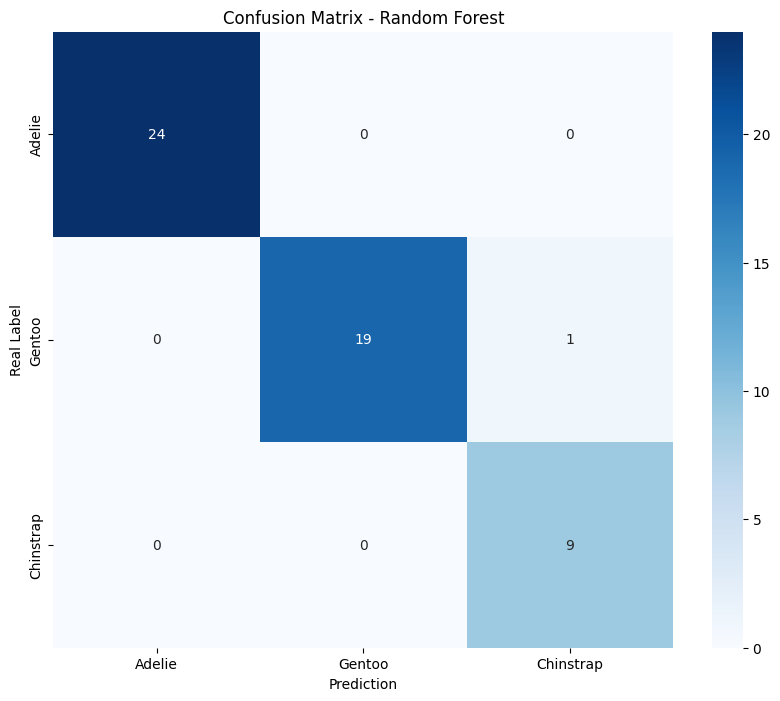 Confusion Matrix - Random Forest
Real Label
Adelie
24 0 0
Gentoo
0 19 1
Chinstrap
0 0 9
Adelie Gentoo Chinstrap
Prediction
20
15
10
5
0